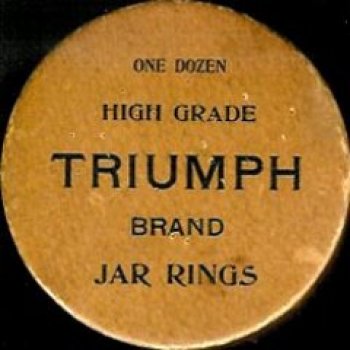 ONE DOZEN
HIGH GRADE
TRIUMPH
BRAND
JAR RINGS